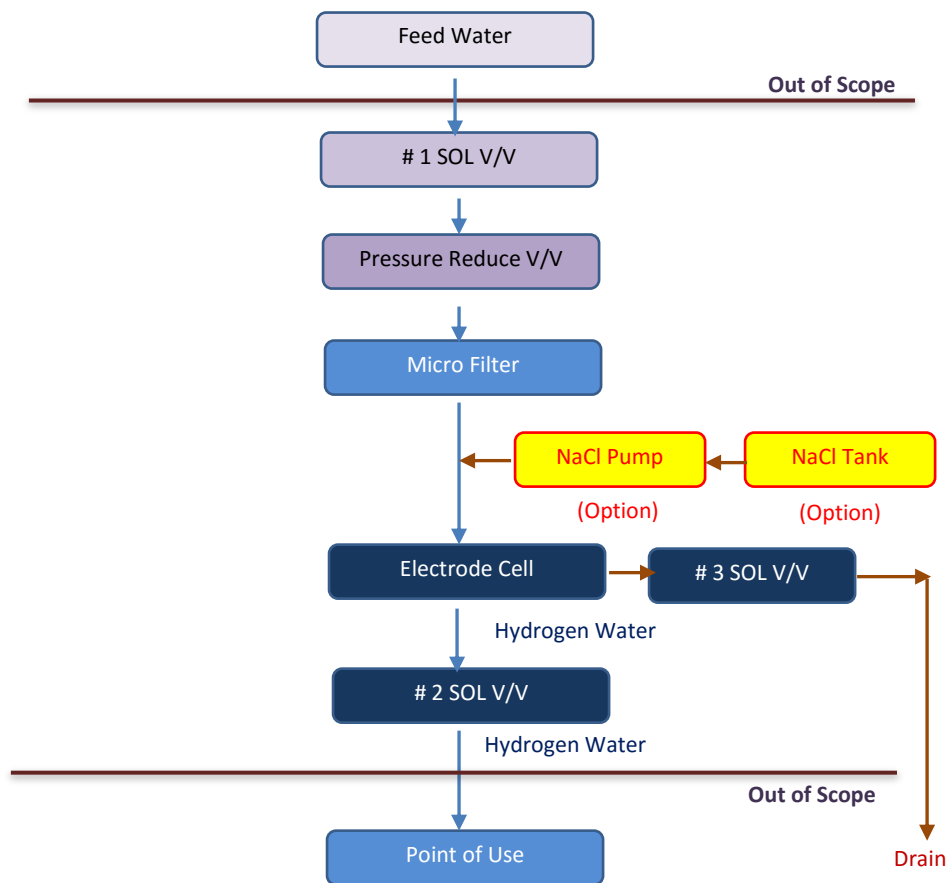 Feed Water
Out of Scope
# 1 SOL V/V
Pressure Reduce V/V
Micro Filter
NaCl Pump
NaCl Tank
(Option)
(Option)
Electrode Cell
# 3 SOL V/V
Hydrogen Water
# 2 SOL V/V
Hydrogen Water
Out of Scope
Point of Use
Drain